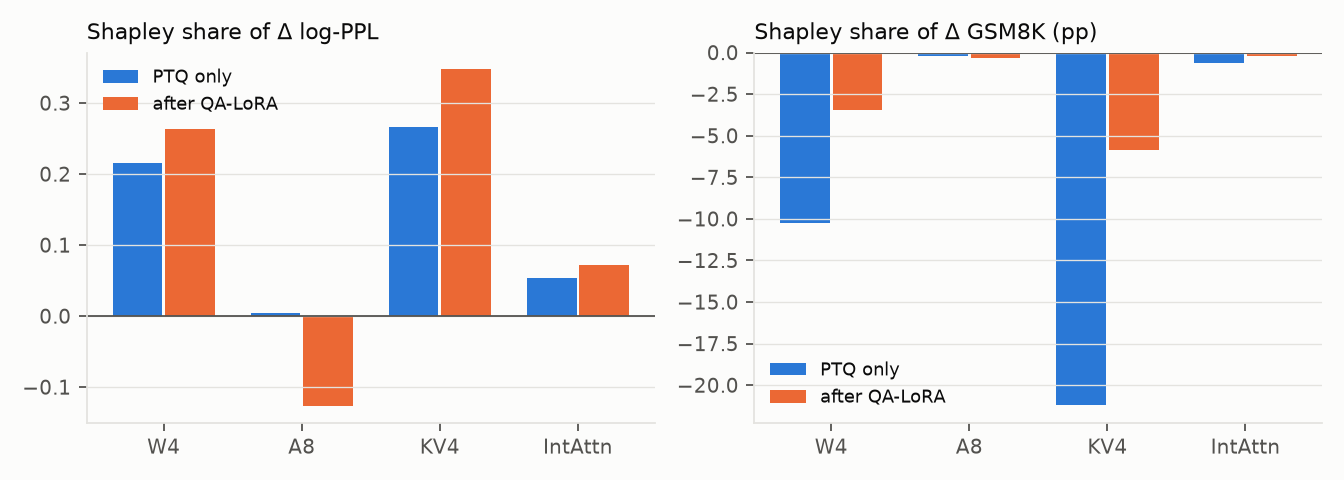 Shapley share of Δ log-PPL
PTQ only
after QA-LoRA
0.3
0.2
0.1
0.0
−0.1
W4
A8
KV4
IntAttn
Shapley share of Δ GSM8K (pp)
0.0
−2.5
−5.0
−7.5
−10.0
−12.5
−15.0
−17.5
−20.0
PTQ only
after QA-LoRA
W4
A8
KV4
IntAttn